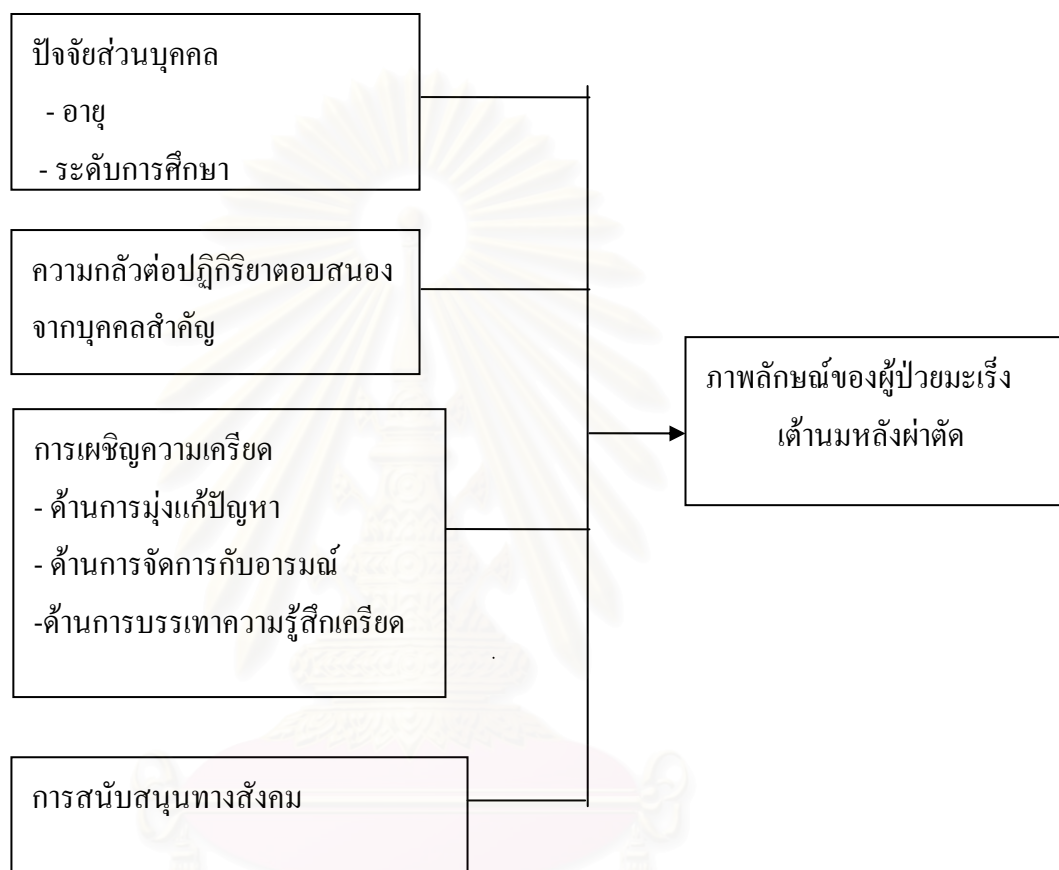 ปัจจัยส่วนบุคคล
- อายุ
- ระดับการศึกษา
ความกลัวต่อปฏิกิริยาตอบสนอง
จากบุคคลสำคัญ
การเผชิญความเครียด
- ด้านการมุ่งแก้ปัญหา
- ด้านการจัดการกับอารมณ์
-ด้านการบรรเทาความรู้สึกเครียด
การสนับสนุนทางสังคม
ภาพลักษณ์ของผู้ป่วยมะเร็ง
เต้านมหลังผ่าตัด